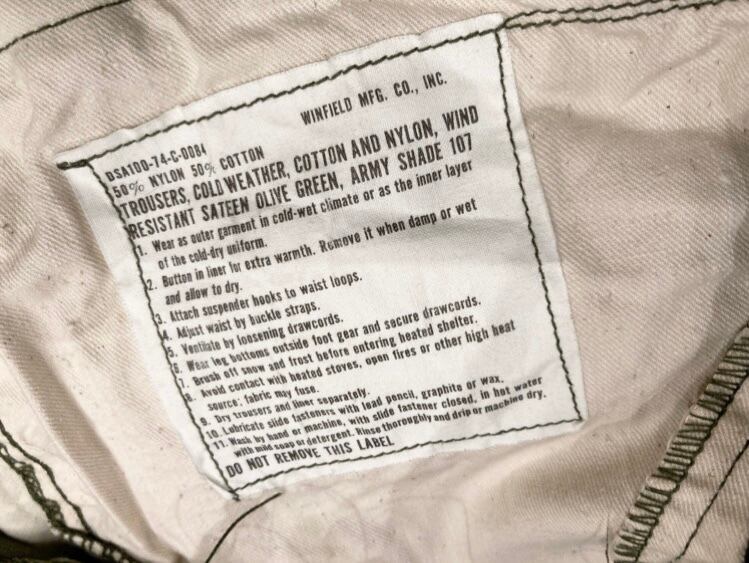 WINFIELD MFG. CO., INC.
DSA100-74-C-0084
50% NYLON 50% COTTON
TROUSERS, COLD WEATHER, COTTON AND NYLON, WIND
RESISTANT SATEEN OLIVE GREEN, ARMY SHADE 107
1. Wear as outer garment in cold-wet climate or as the inner layer
of the cold-dry uniform.
2. Button in liner for extra warmth. Remove it when damp or wet
and allow to dry.
3. Attach suspender hooks to waist loops.
4. Adjust waist by buckle straps.
5. Ventilate by loosening drawcords.
6. Wear leg bottoms outside foot gear and secure drawcords.
7. Brush off snow and frost before entering heated shelter.
8. Avoid contact with heated stoves, open fires or other high heat
source: fabric may fuse.
9. Dry trousers and liner separately.
10. Lubricate slide fasteners with lead pencil, graphite or wax.
11. Wash by hand or machine, with slide fastener closed, in hot water
with mild soap or detergent. Rinse thoroughly and drip or machine dry.
DO NOT REMOVE THIS LABEL